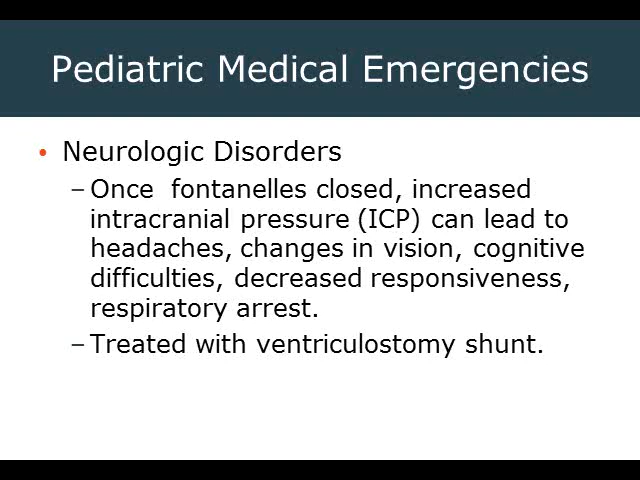 Pediatric Medical Emergencies
• Neurologic Disorders
– Once  fontanelles closed, increased
intracranial pressure (ICP) can lead to
headaches, changes in vision, cognitive
difficulties, decreased responsiveness,
respiratory arrest.
– Treated with ventriculostomy shunt.